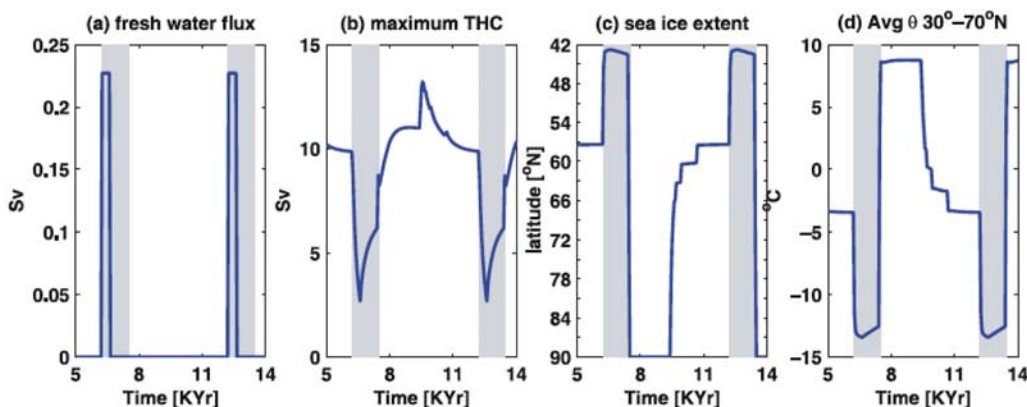 (a) fresh water flux
0.25
0.2
0.15
0.1
0.05
0
Sv
5 8 11 14
Time [KYr]
(b) maximum THC
15
10
5
0
Sv
5 8 11 14
Time [KYr]
(c) sea ice extent
42
48
54
60
66
72
78
84
90
latitude [°N]
5 8 11 14
Time [KYr]
(d) Avg θ 30°–70°N
10
5
0
−5
−10
−15
°C
5 8 11 14
Time [KYr]